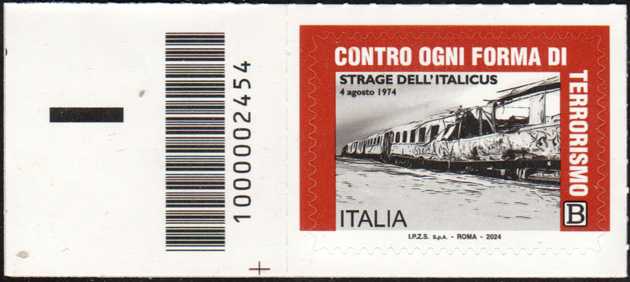 1000002454
CONTRO OGNI FORMA DI
TERRORISMO
STRAGE DELL'ITALICUS
4 agosto 1974
ITALIA
B
I.P.Z.S. S.p.A. - ROMA - 2024